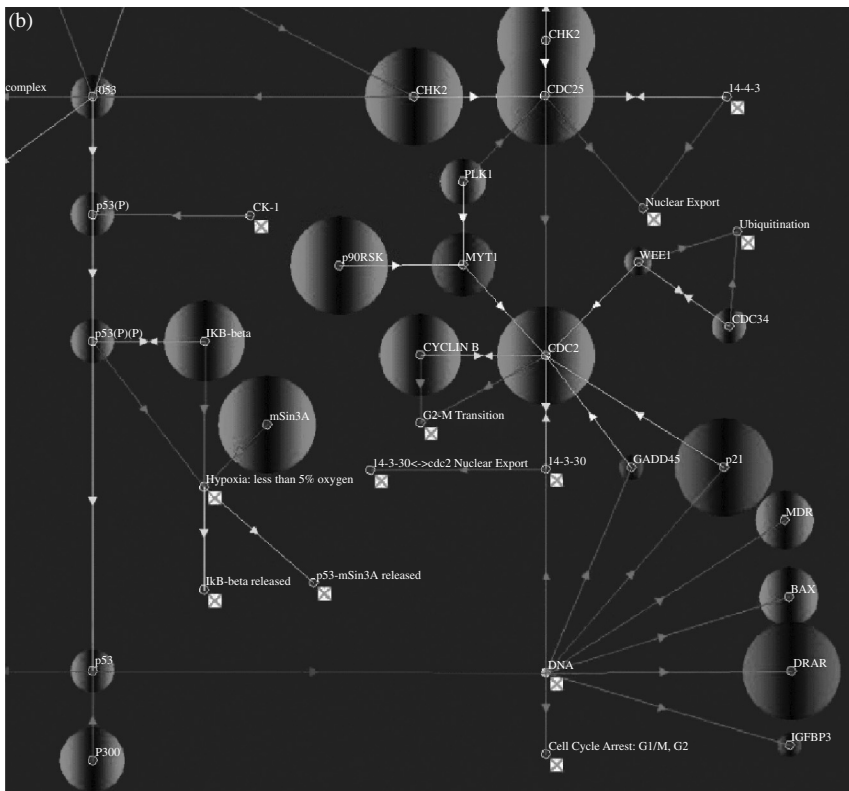 (b)
CHK2
complex
p53
CHK2
CDC25
14-4-3
PLK1
p53(P)
CK-1
Nuclear Export
Ubiquitination
p90RSK
MYT1
WEE1
CDC34
p53(P)(P)
IKB-beta
CYCLIN B
CDC2
mSin3A
G2-M Transition
14-3-30<->cdc2 Nuclear Export
14-3-30
GADD45
p21
Hypoxia: less than 5% oxygen
MDR
IkB-beta released
p53-mSin3A released
BAX
p53
DNA
DRAR
P300
Cell Cycle Arrest: G1/M, G2
IGFBP3